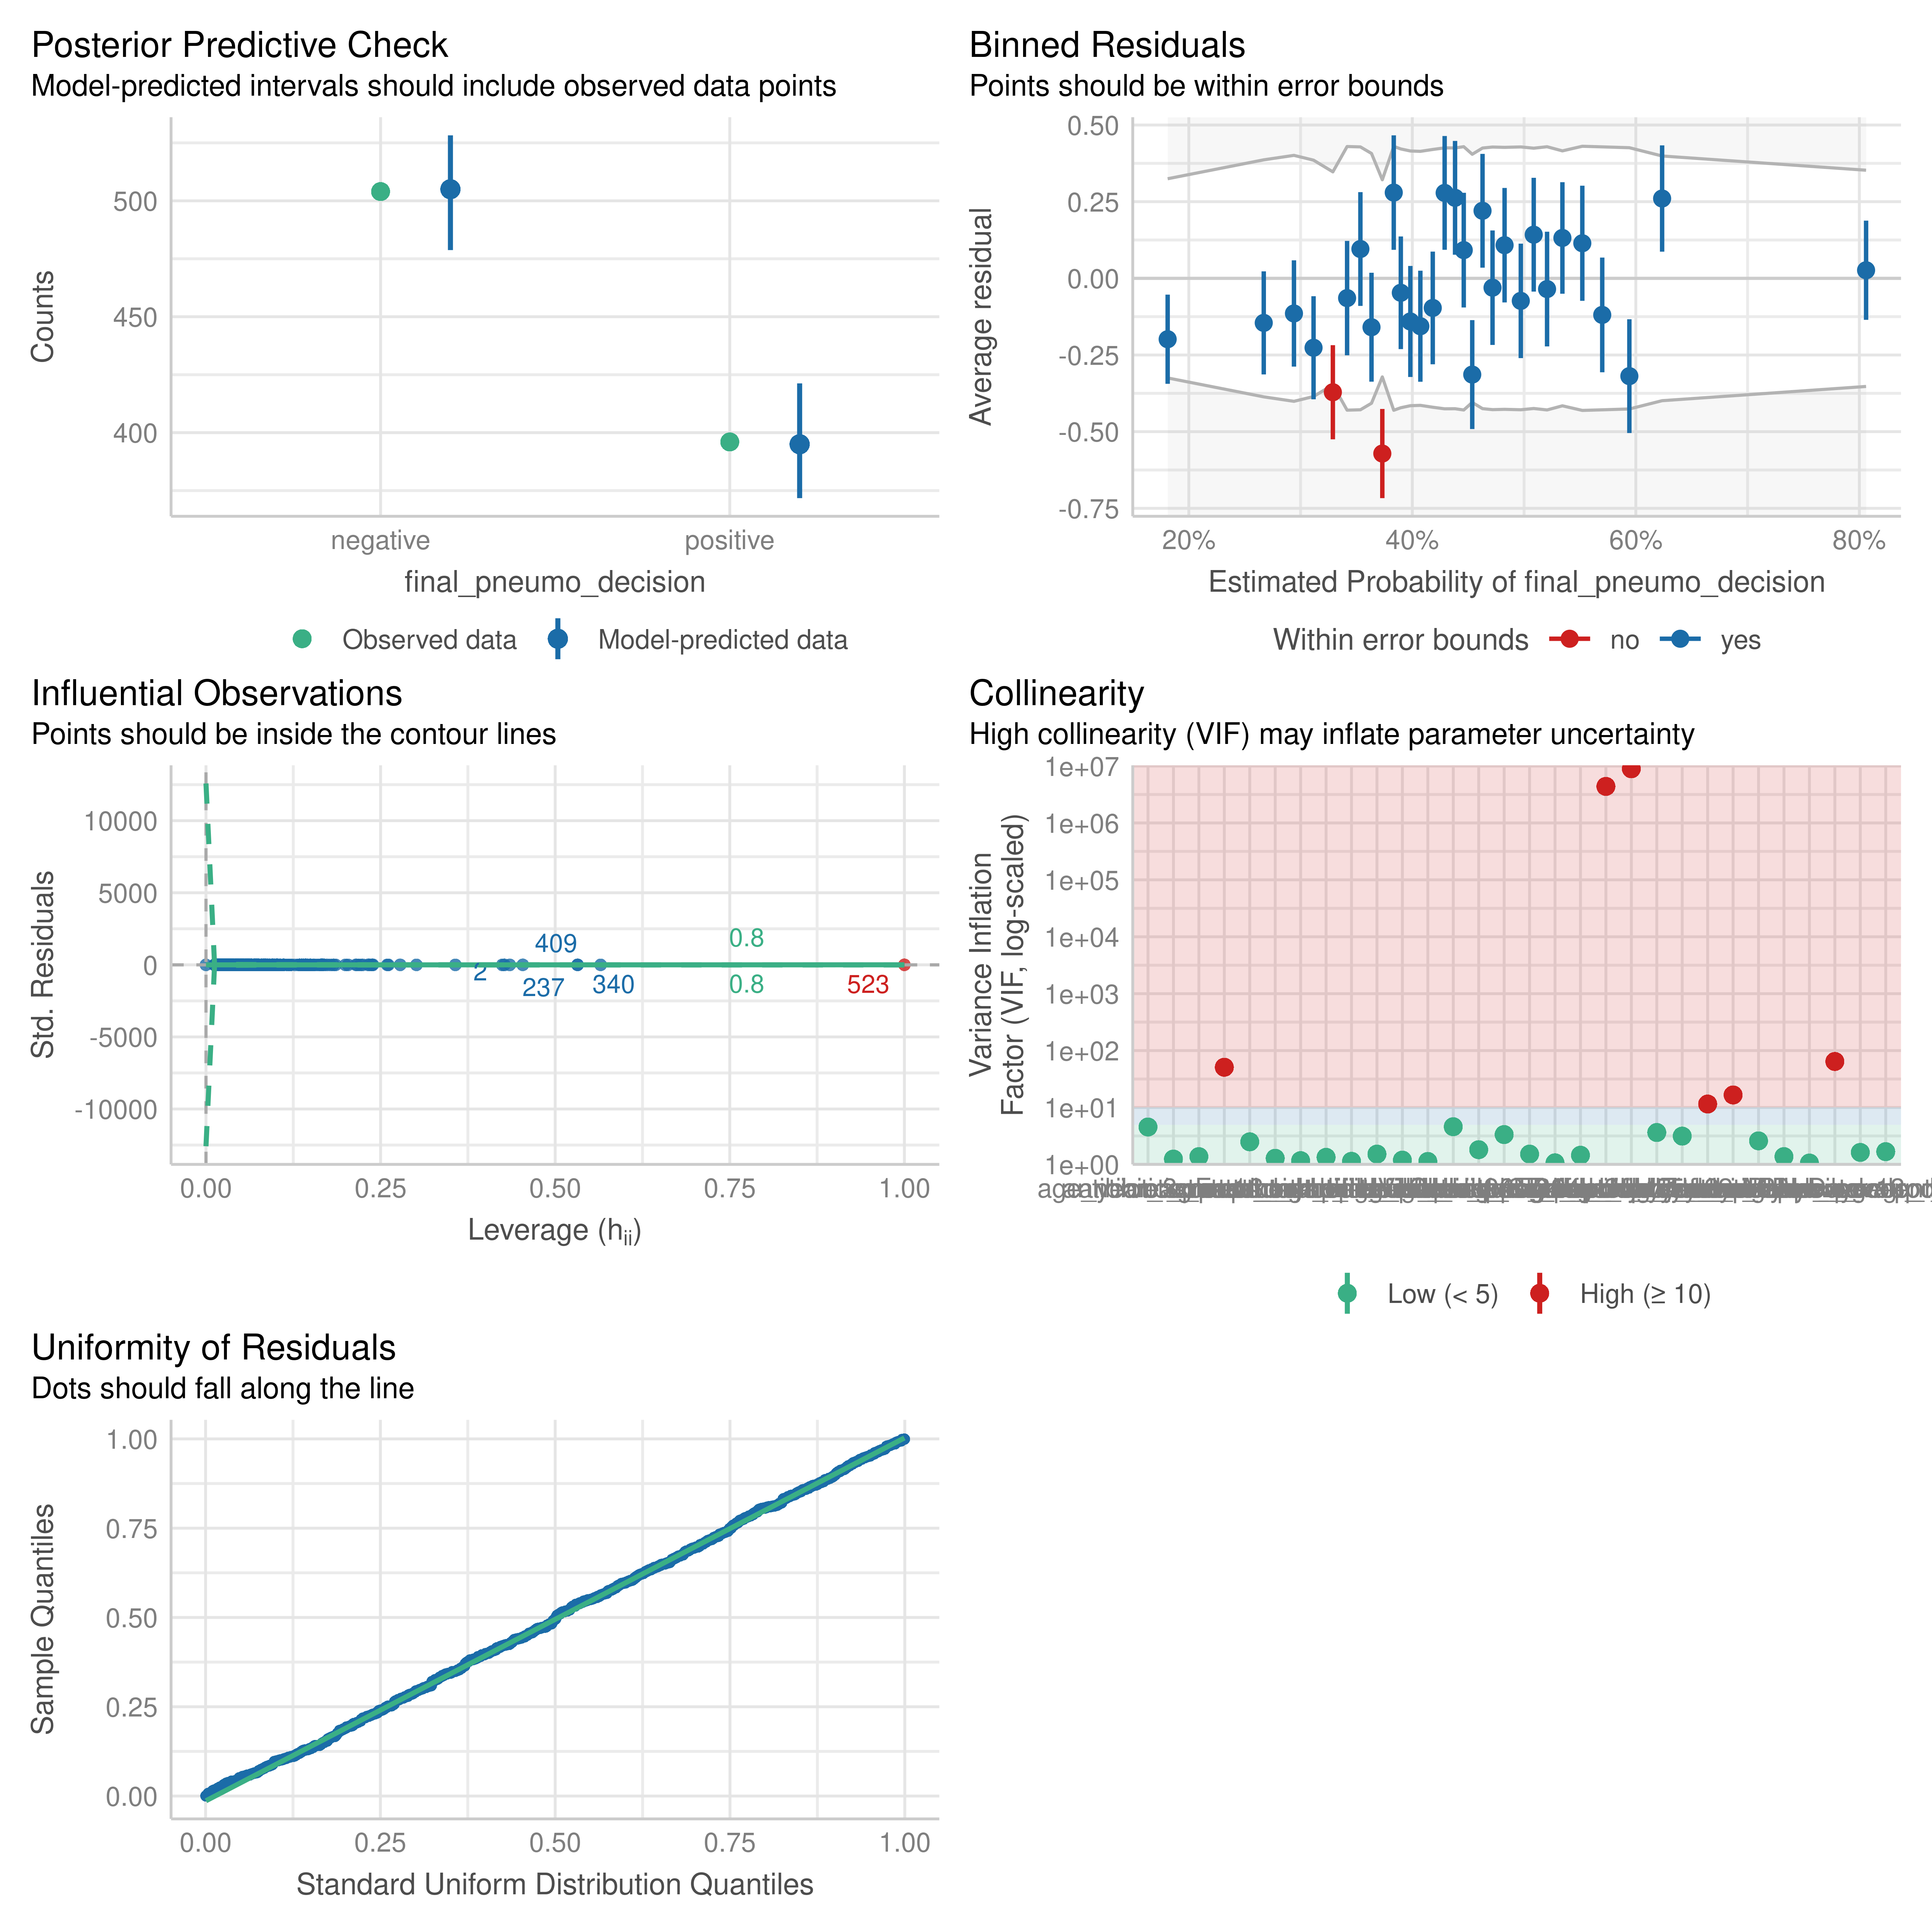 Posterior Predictive Check
Model-predicted intervals should include observed data points
Counts
500
450
400
negative
positive
final_pneumo_decision
Observed data
Model-predicted data
Binned Residuals
Points should be within error bounds
Average residual
0.50
0.25
0.00
-0.25
-0.50
-0.75
20%
40%
60%
80%
Estimated Probability of final_pneumo_decision
Within error bounds
no
yes
Influential Observations
Points should be inside the contour lines
Std. Residuals
10000
5000
0
-5000
-10000
409
2
237
340
0.8
0.8
523
0.00
0.25
0.50
0.75
1.00
Leverage (hii)
Collinearity
High collinearity (VIF) may inflate parameter uncertainty
Variance Inflation
Factor (VIF, log-scaled)
1e+07
1e+06
1e+05
1e+04
1e+03
1e+02
1e+01
1e+00
Low (< 5)
High (≥ 10)
Uniformity of Residuals
Dots should fall along the line
Sample Quantiles
1.00
0.75
0.50
0.25
0.00
0.00
0.25
0.50
0.75
1.00
Standard Uniform Distribution Quantiles